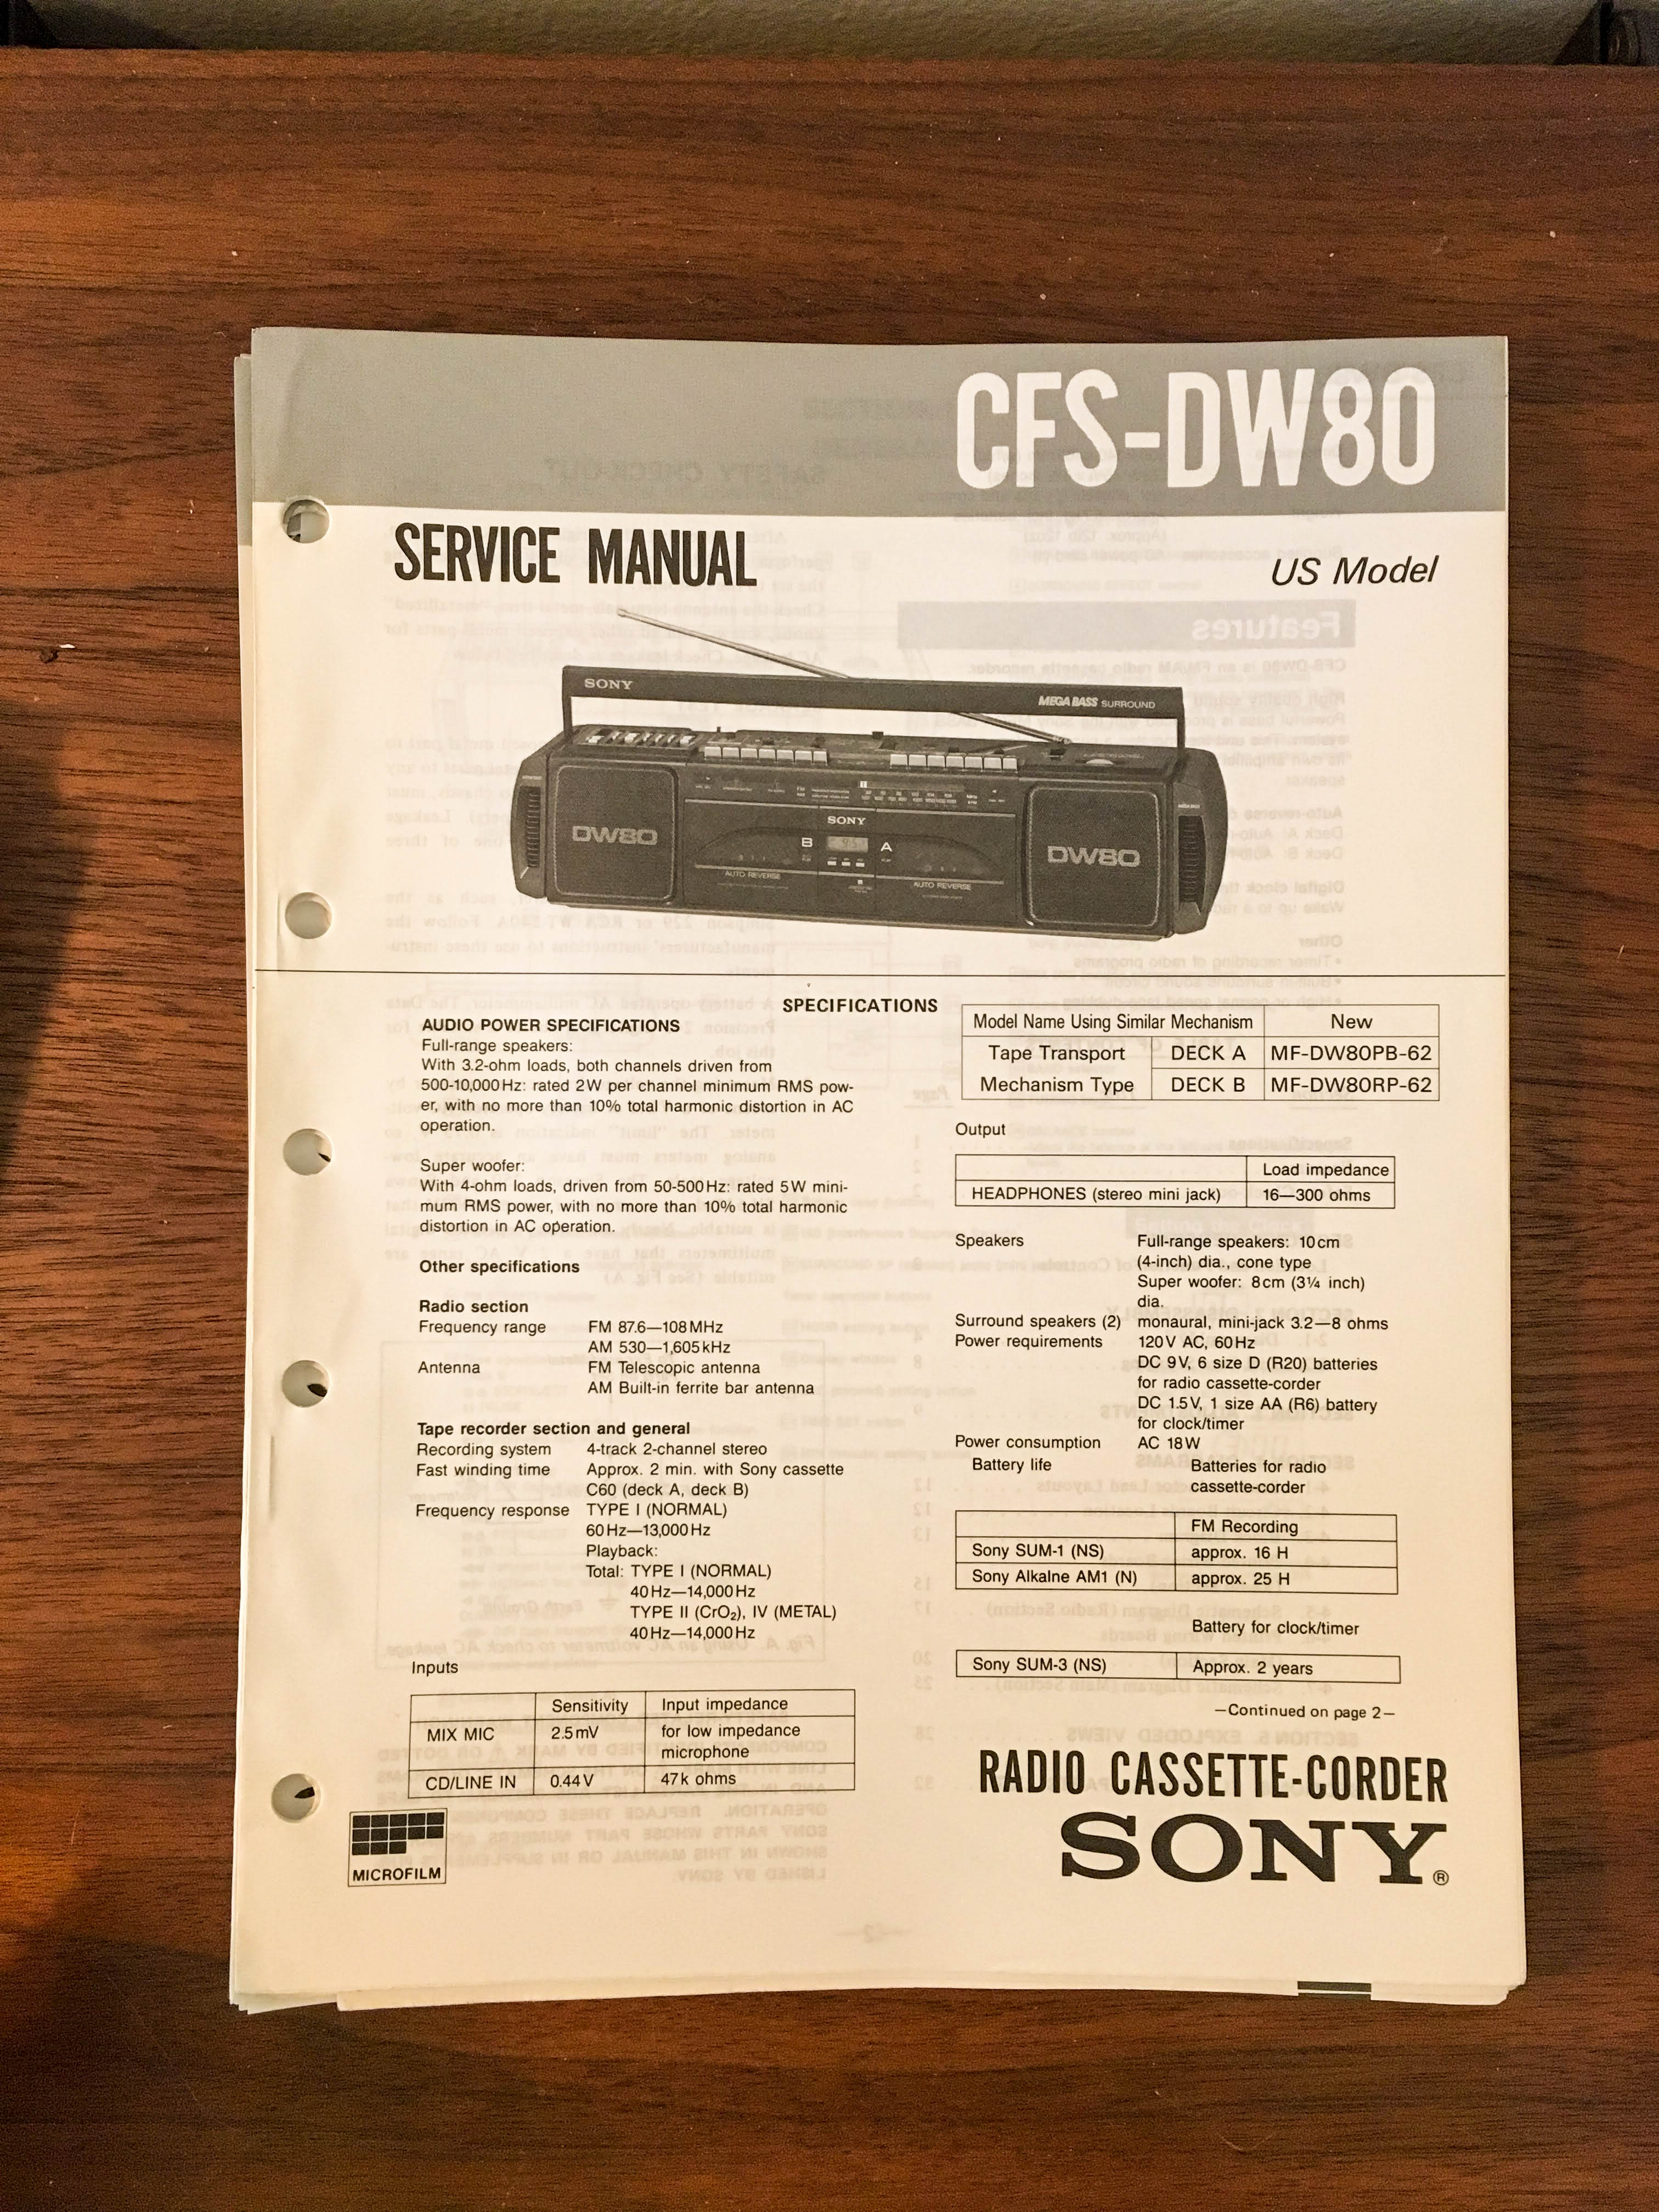 CFS-DW80
SERVICE MANUAL
US Model
SONY
MEGA BASS SURROUND
SONY
DW80
B
A
DW80
AUTO REVERSE
AUTO REVERSE
SPECIFICATIONS
AUDIO POWER SPECIFICATIONS
Full-range speakers:
With 3.2-ohm loads, both channels driven from
500-10,000 Hz: rated 2 W per channel minimum RMS pow-
er, with no more than 10% total harmonic distortion in AC
operation.
Super woofer:
With 4-ohm loads, driven from 50-500 Hz: rated 5 W mini-
mum RMS power, with no more than 10% total harmonic
distortion in AC operation.
Other specifications
Radio section
Frequency range FM 87.6—108 MHz
AM 530—1,605 kHz
Antenna FM Telescopic antenna
AM Built-in ferrite bar antenna
Tape recorder section and general
Recording system 4-track 2-channel stereo
Fast winding time Approx. 2 min. with Sony cassette
C60 (deck A, deck B)
Frequency response TYPE I (NORMAL)
60 Hz—13,000 Hz
Playback:
Total: TYPE I (NORMAL)
40 Hz—14,000 Hz
TYPE II (CrO₂), IV (METAL)
40 Hz—14,000 Hz
Inputs
Sensitivity Input impedance
MIX MIC 2.5 mV for low impedance
microphone
CD/LINE IN 0.44 V 47 k ohms
MICROFILM
Model Name Using Similar Mechanism New
Tape Transport DECK A MF-DW80PB-62
Mechanism Type DECK B MF-DW80RP-62
Output
Load impedance
HEADPHONES (stereo mini jack) 16—300 ohms
Speakers Full-range speakers: 10 cm
(4-inch) dia., cone type
Super woofer: 8 cm (3¼ inch)
dia.
Surround speakers (2) monaural, mini-jack 3.2—8 ohms
Power requirements 120 V AC, 60 Hz
DC 9 V, 6 size D (R20) batteries
for radio cassette-corder
DC 1.5 V, 1 size AA (R6) battery
for clock/timer
Power consumption AC 18 W
Battery life Batteries for radio
cassette-corder
FM Recording
Sony SUM-1 (NS) approx. 16 H
Sony Alkalne AM1 (N) approx. 25 H
Battery for clock/timer
Sony SUM-3 (NS) Approx. 2 years
—Continued on page 2—
RADIO CASSETTE-CORDER
SONY®